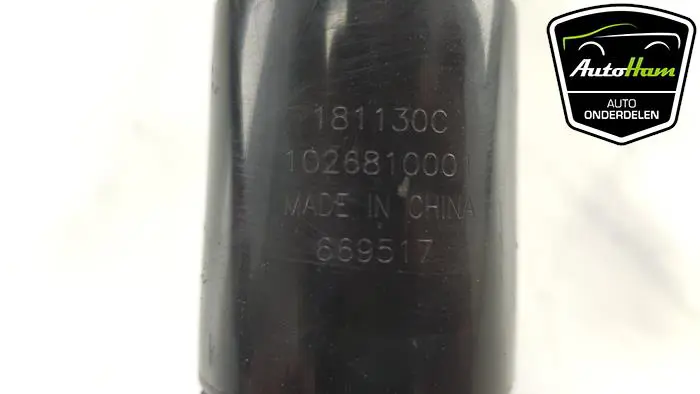 181130C
1026810001
MADE IN CHINA
669517
AutoHam
AUTO
ONDERDELEN